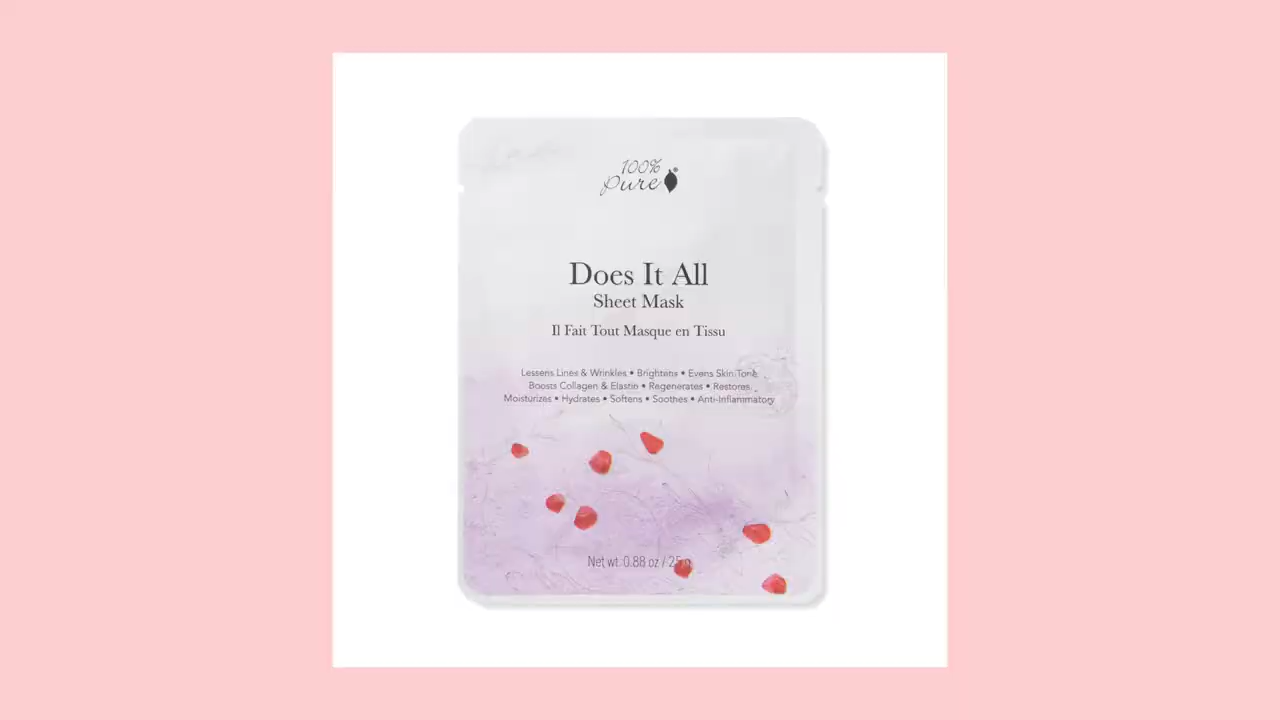 100%
Pure
Does It All
Sheet Mask
Il Fait Tout Masque en Tissu
Lessens Lines & Wrinkles • Brightens • Evens Skin Tone
Boosts Collagen & Elastin • Regenerates • Restores
Moisturizes • Hydrates • Softens • Soothes • Anti-Inflammatory
Net wt. 0.88 oz / 25 g